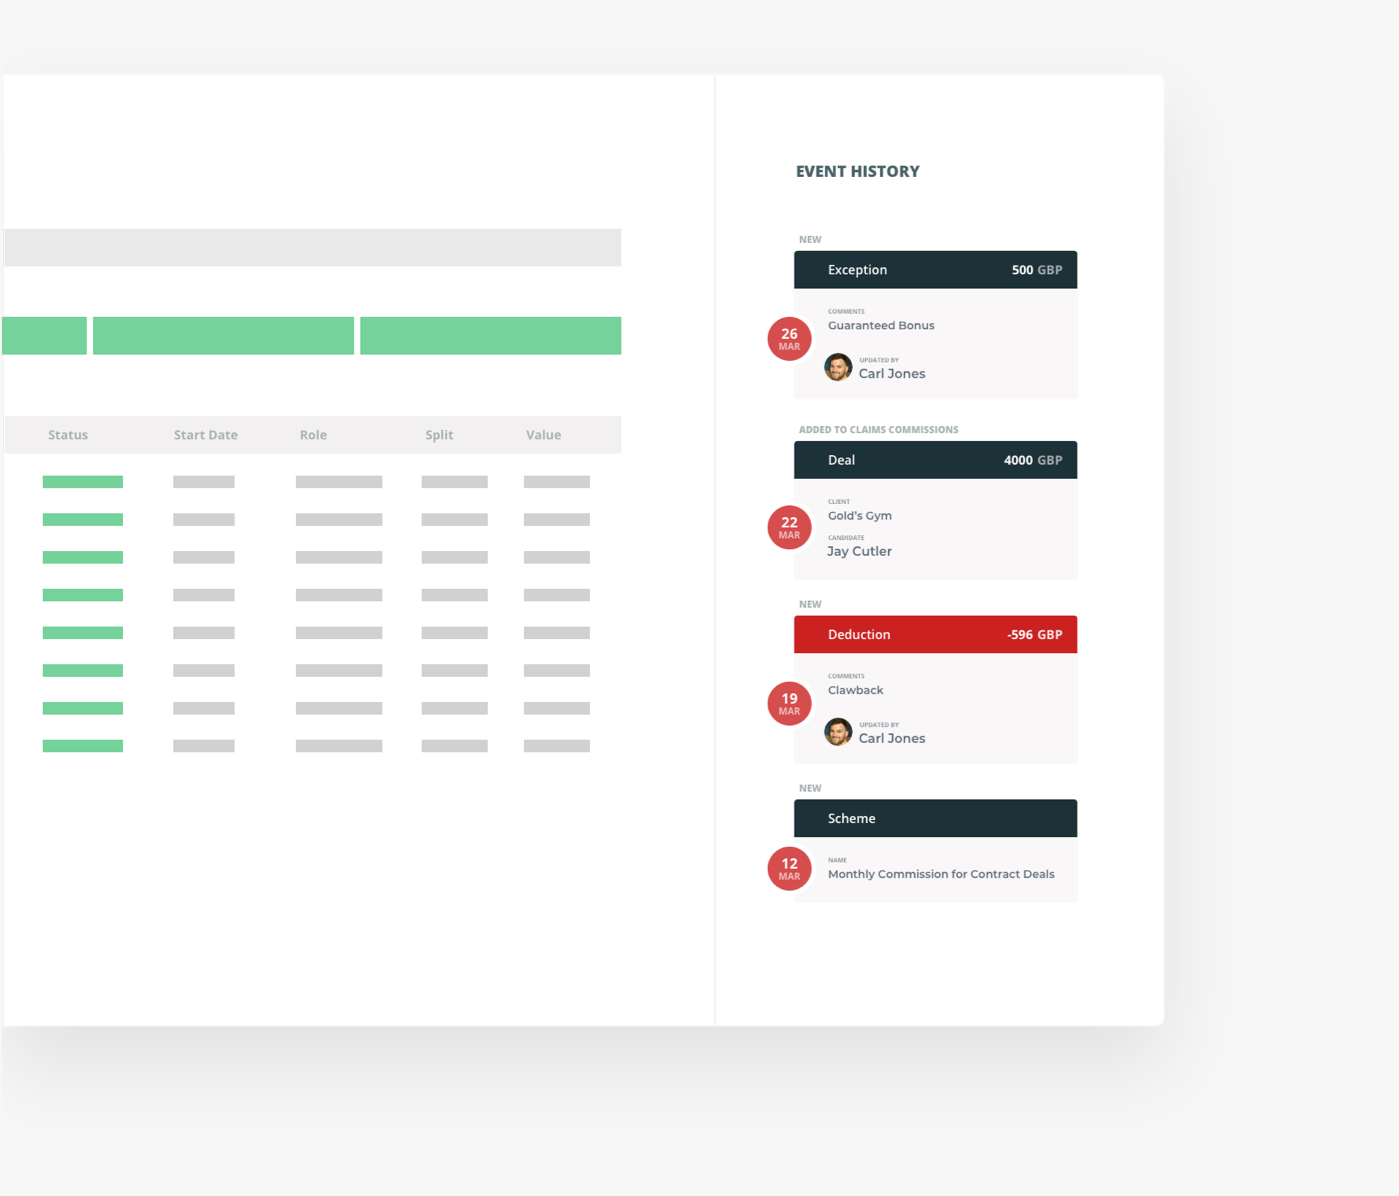 Status Start Date Role Split Value
EVENT HISTORY
NEW
Exception 500 GBP
26
MAR
COMMENTS
Guaranteed Bonus
UPDATED BY
Carl Jones
ADDED TO CLAIMS COMMISSIONS
Deal 4000 GBP
22
MAR
CLIENT
Gold's Gym
CANDIDATE
Jay Cutler
NEW
Deduction -596 GBP
19
MAR
COMMENTS
Clawback
UPDATED BY
Carl Jones
NEW
Scheme
12
MAR
NAME
Monthly Commission for Contract Deals